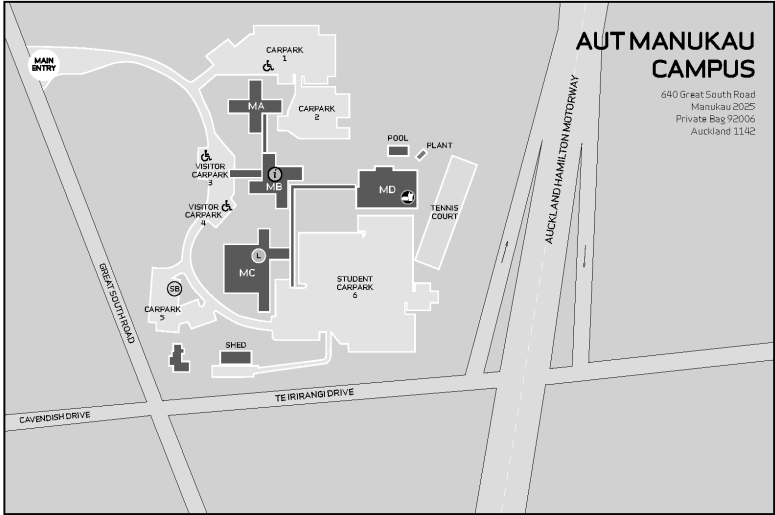 AUT MANUKAU
CAMPUS
640 Great South Road
Manukau 2025
Private Bag 92006
Auckland 1142
MAIN
ENTRY
CARPARK
1
MA
CARPARK
2
POOL
PLANT
VISITOR
CARPARK
3
i
MB
MD
VISITOR
CARPARK
4
TENNIS
COURT
AUCKLAND HAMILTON MOTORWAY
L
MC
STUDENT
CARPARK
6
SB
CARPARK
5
GREAT SOUTH ROAD
SHED
TE IRIRANGI DRIVE
CAVENDISH DRIVE